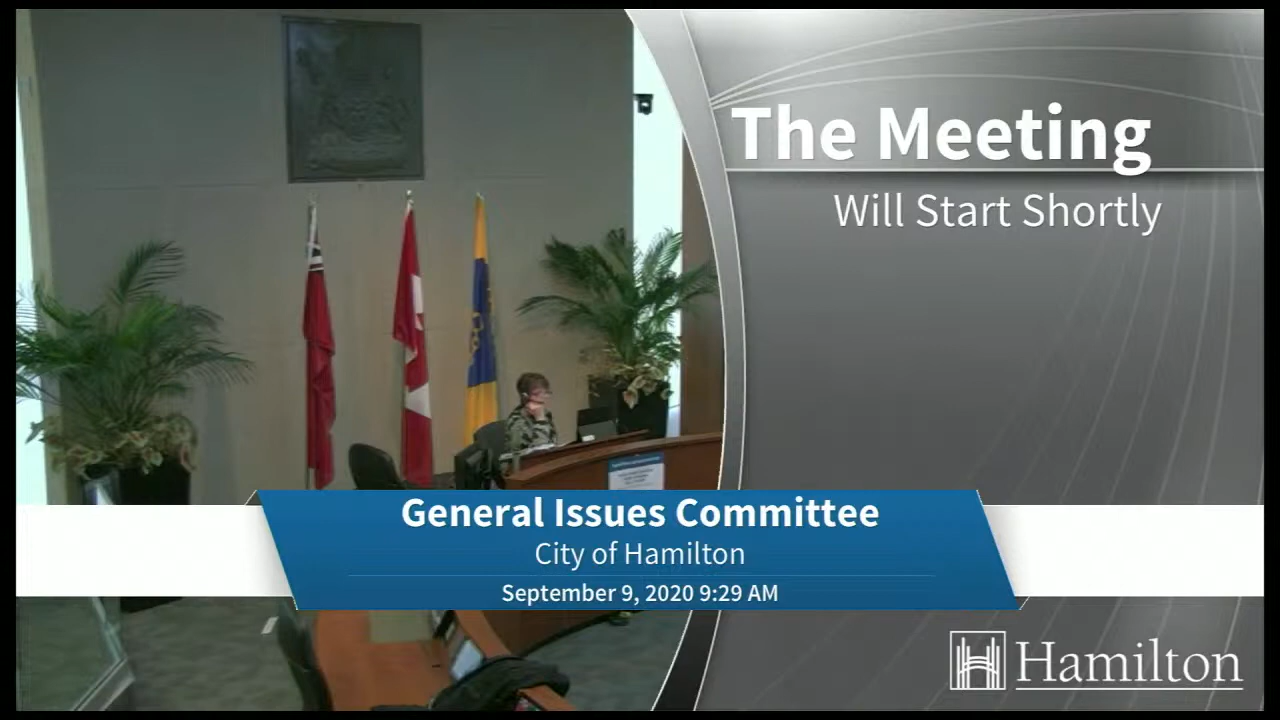 The Meeting
Will Start Shortly
General Issues Committee
City of Hamilton
September 9, 2020 9:29 AM
Hamilton